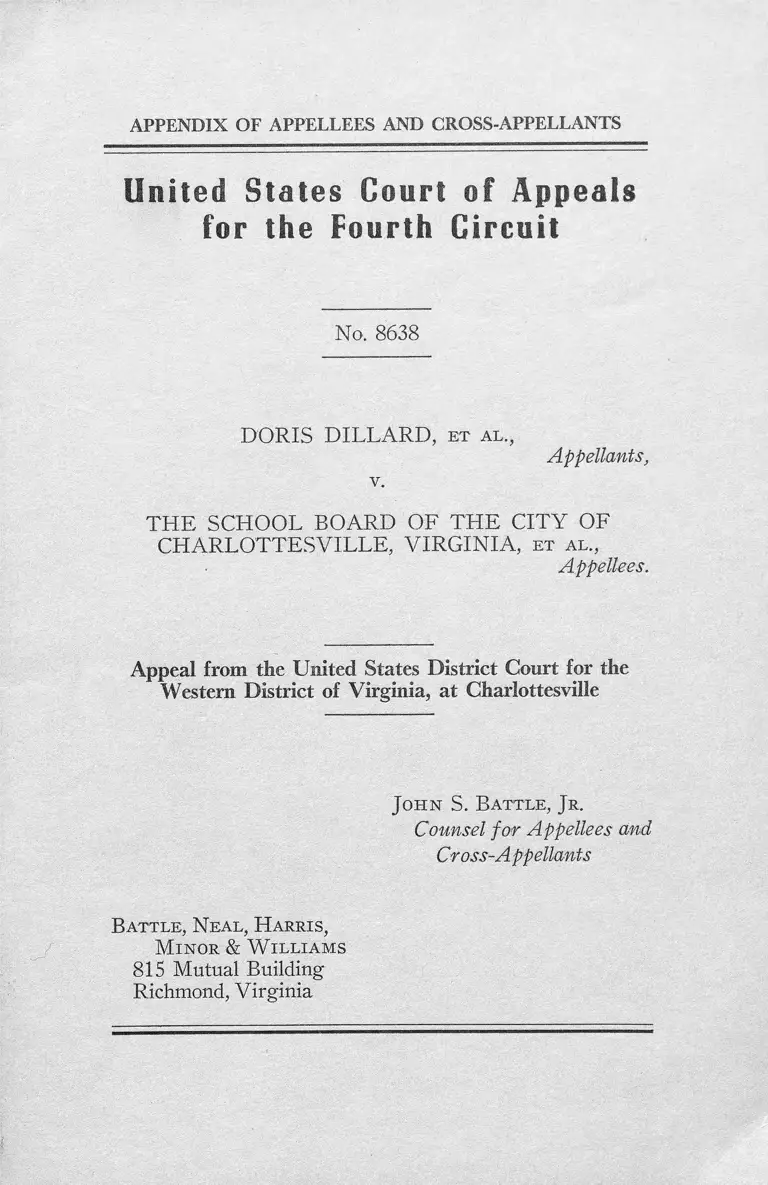 APPENDIX OF APPELLEES AND CROSS-APPELLANTS
United States Court of Appeals
for the Fourth Circuit
No. 8638
DORIS DILLARD, ET AL.,
Appellants,
v.
THE SCHOOL BOARD OF THE CITY OF
CHARLOTTESVILLE, VIRGINIA, ET AL.,
Appellees.
Appeal from the United States District Court for the
Western District of Virginia, at Charlottesville
JOHN S. BATTLE, JR.
Counsel for Appellees and
Cross-Appellants
BATTLE, NEAL, HARRIS,
MINOR & WILLIAMS
815 Mutual Building
Richmond, Virginia